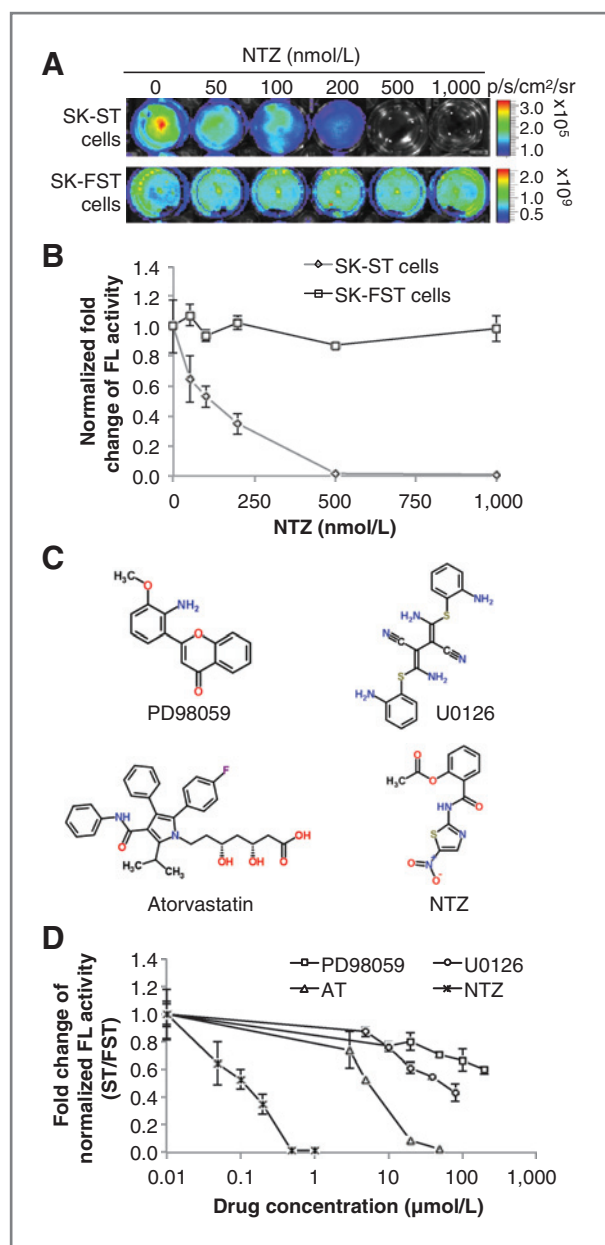 A
NTZ (nmol/L)
0 50 100 200 500 1,000 p/s/cm²/sr
SK-ST
cells
3.0
2.0
1.0
x10⁵
SK-FST
cells
2.0
1.0
0.5
x10⁹
B
SK-ST cells
SK-FST cells
Normalized fold
change of FL activity
1.4
1.2
1.0
0.8
0.6
0.4
0.2
0.0
0 250 500 750 1,000
NTZ (nmol/L)
C
H₃C
O
NH₂
O
O
PD98059
NH₂
H₂N
S
N
N
S
NH₂
H₂N
U0126
F
NH
O
N
OH
OH
O
OH
H₃C
CH₃
Atorvastatin
O
H₃C
O
HN
O
S
N
N⁺
O
O⁻
NTZ
D
PD98059 U0126
AT NTZ
Fold change of
normalized FL activity
(ST/FST)
1.4
1.2
1.0
0.8
0.6
0.4
0.2
0.0
0.01 0.1 1 10 100 1,000
Drug concentration (µmol/L)